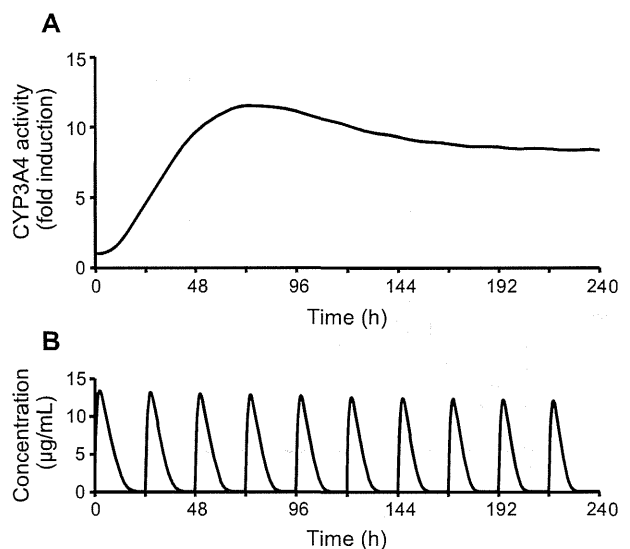 A
CYP3A4 activity
(fold induction)
15
10
5
0
0 48 96 144 192 240
Time (h)
B
Concentration
(µg/mL)
15
10
5
0
0 48 96 144 192 240
Time (h)